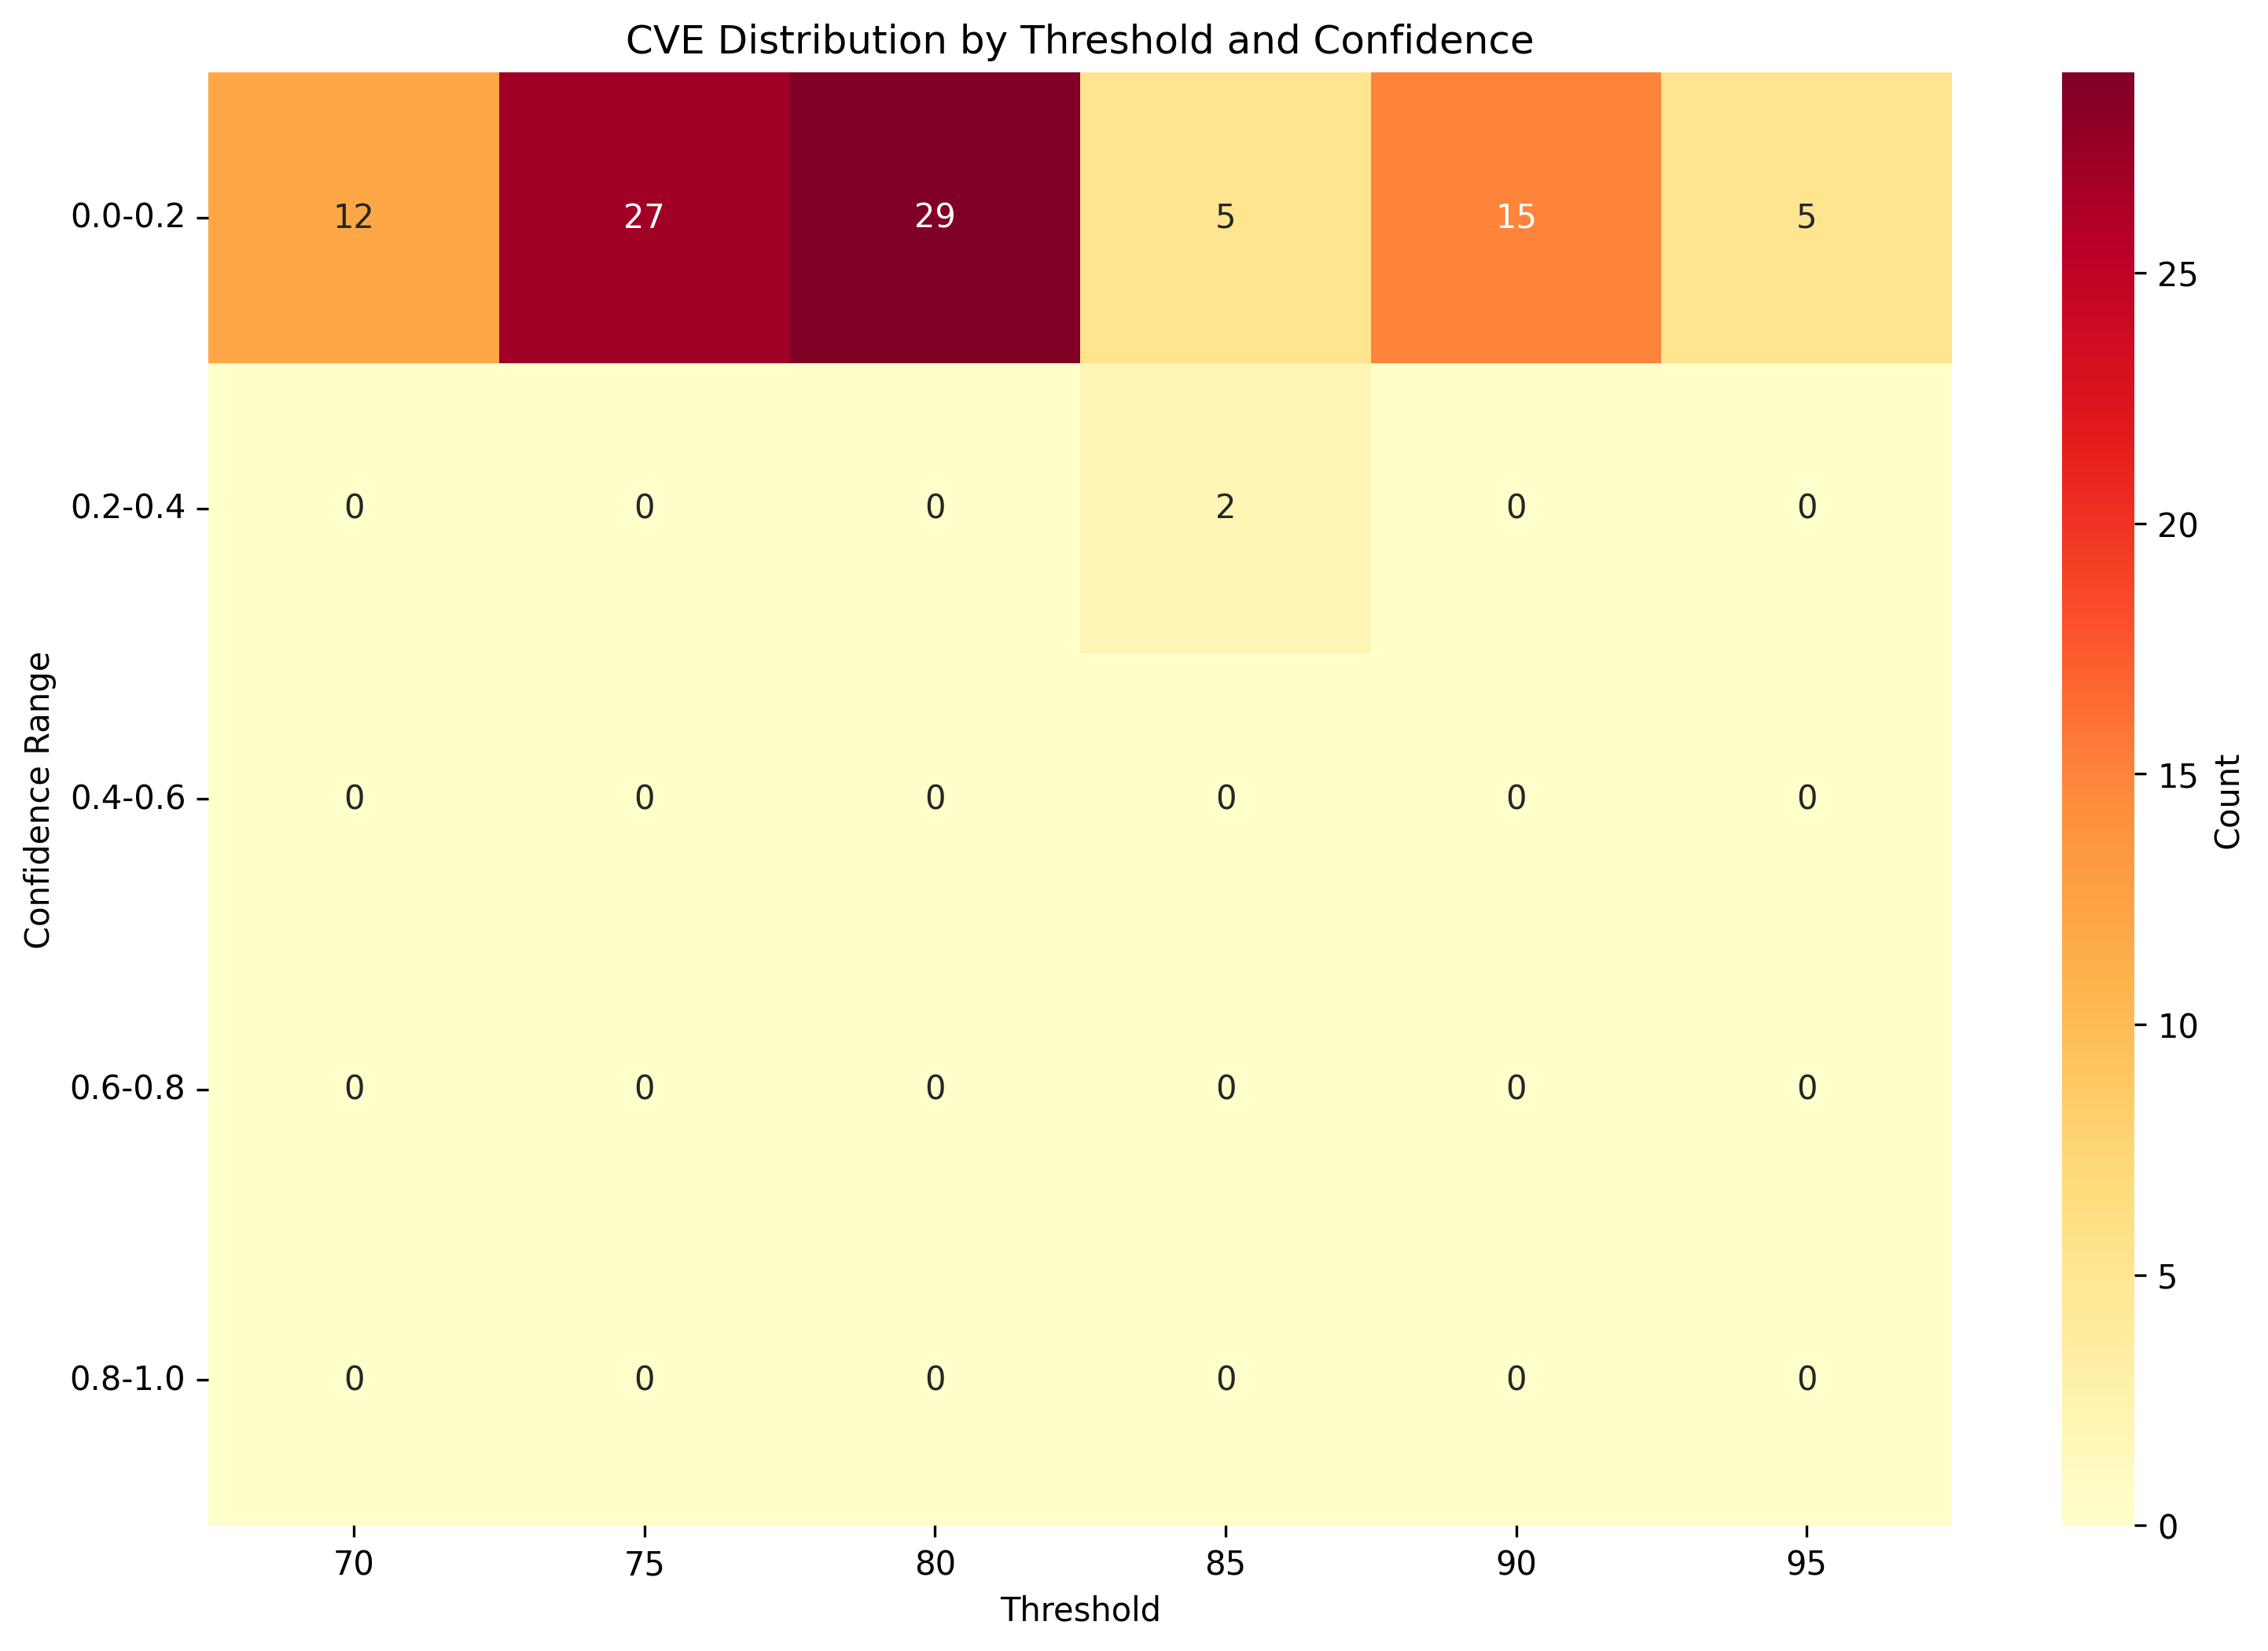 CVE Distribution by Threshold and Confidence
Confidence Range
0.0-0.2 12 27 29 5 15 5
0.2-0.4 0 0 0 2 0 0
0.4-0.6 0 0 0 0 0 0
0.6-0.8 0 0 0 0 0 0
0.8-1.0 0 0 0 0 0 0
70 75 80 85 90 95
Threshold
25
20
15
10
5
0
Count